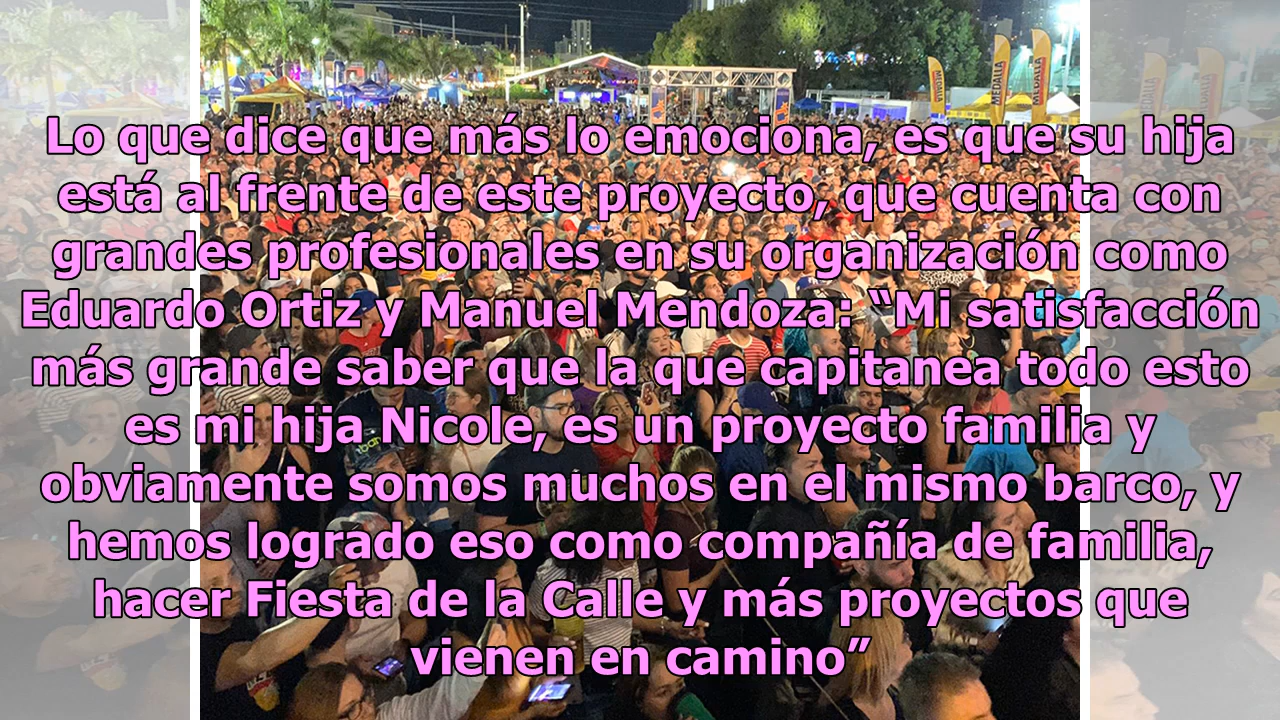 Lo que dice que más lo emociona, es que su hija
está al frente de este proyecto, que cuenta con
grandes profesionales en su organización como
Eduardo Ortiz y Manuel Mendoza: “Mi satisfacción
más grande saber que la que capitanea todo esto
es mi hija Nicole, es un proyecto familia y
obviamente somos muchos en el mismo barco, y
hemos logrado eso como compañía de familia,
hacer Fiesta de la Calle y más proyectos que
vienen en camino”
MEDALLA
MEDALLA
MEDALLA